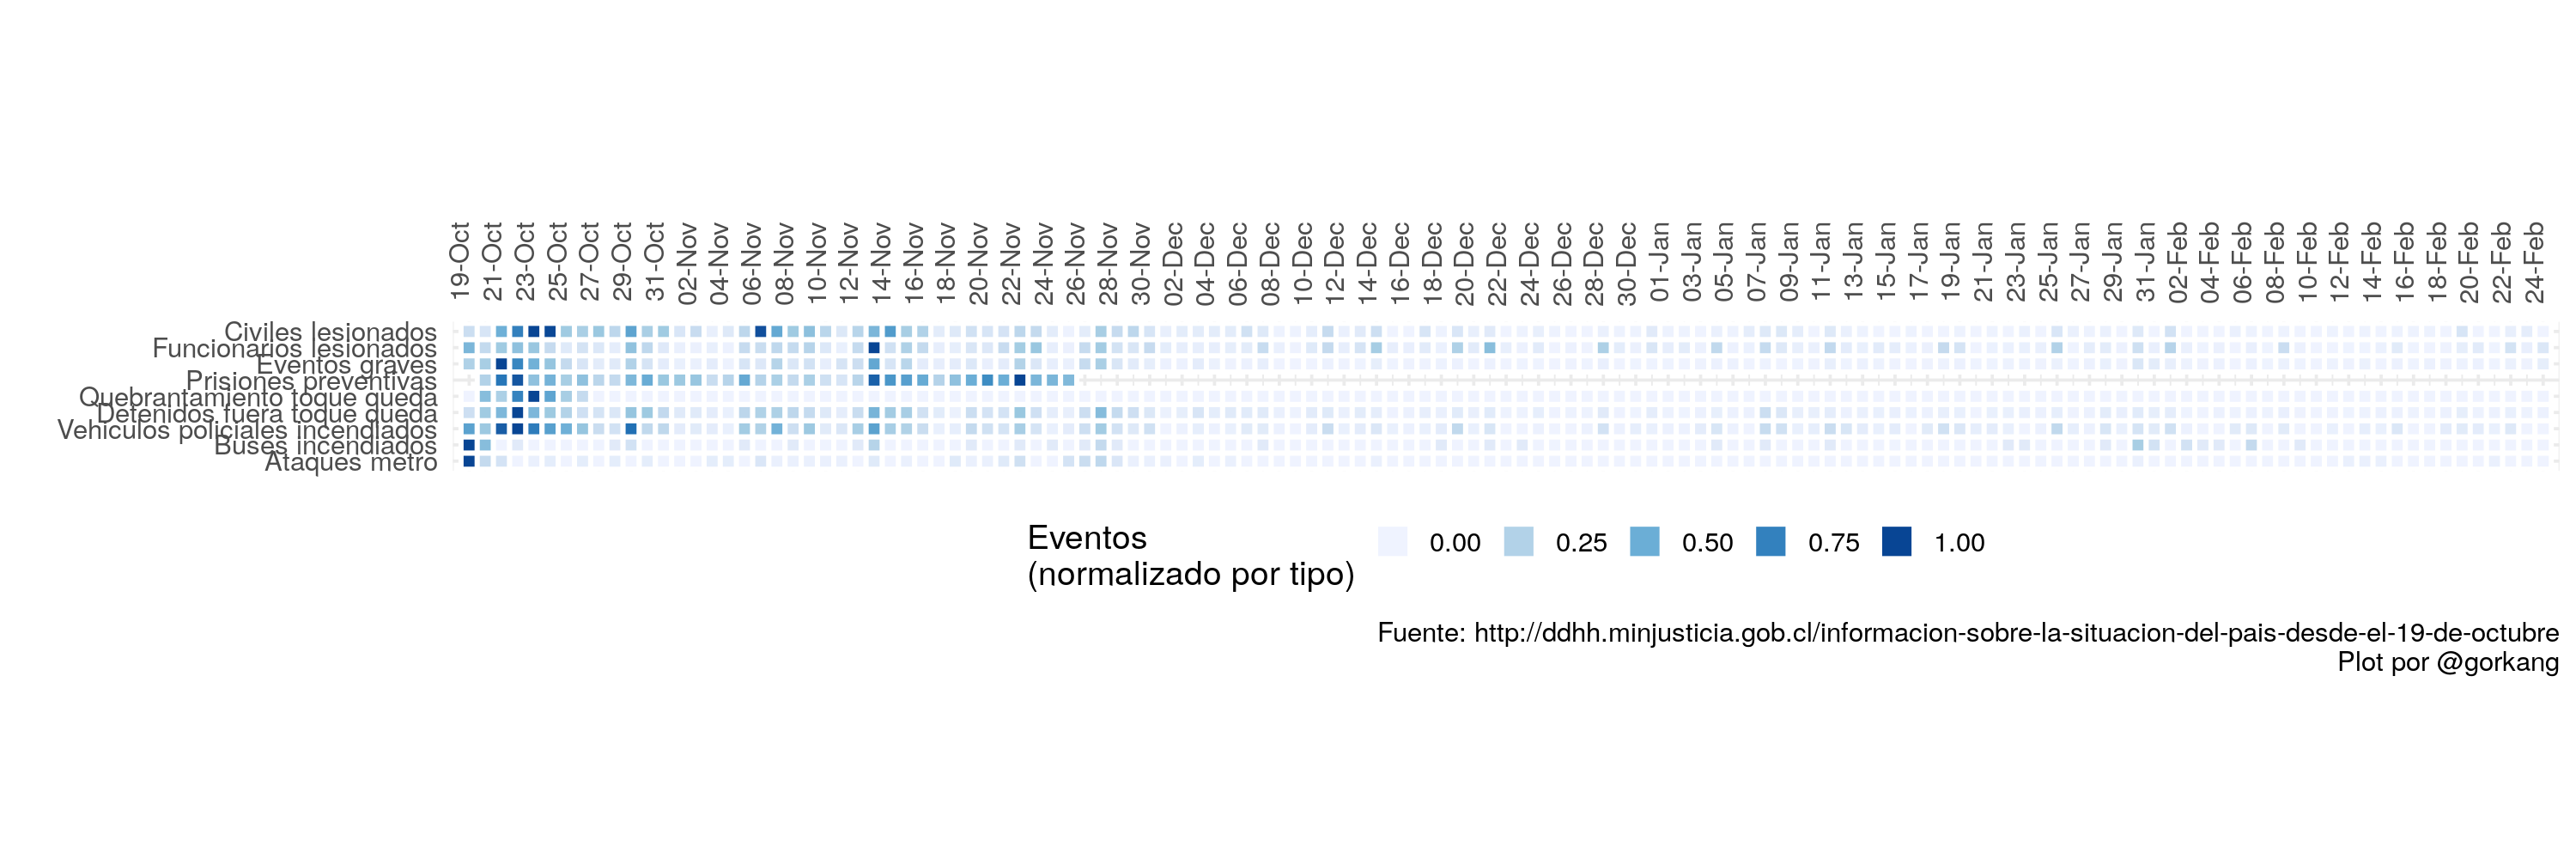 19-Oct
21-Oct
23-Oct
25-Oct
27-Oct
29-Oct
31-Oct
02-Nov
04-Nov
06-Nov
08-Nov
10-Nov
12-Nov
14-Nov
16-Nov
18-Nov
20-Nov
22-Nov
24-Nov
26-Nov
28-Nov
30-Nov
02-Dec
04-Dec
06-Dec
08-Dec
10-Dec
12-Dec
14-Dec
16-Dec
18-Dec
20-Dec
22-Dec
24-Dec
26-Dec
28-Dec
30-Dec
01-Jan
03-Jan
05-Jan
07-Jan
09-Jan
11-Jan
13-Jan
15-Jan
17-Jan
19-Jan
21-Jan
23-Jan
25-Jan
27-Jan
29-Jan
31-Jan
02-Feb
04-Feb
06-Feb
08-Feb
10-Feb
12-Feb
14-Feb
16-Feb
18-Feb
20-Feb
22-Feb
24-Feb
Civiles lesionados
Funcionarios lesionados
Eventos graves
Prisiones preventivas
Quebrantamiento toque queda
Detenidos fuera toque queda
Vehiculos policiales incendiados
Buses incendiados
Ataques metro
Eventos
(normalizado por tipo)
0.00
0.25
0.50
0.75
1.00
Fuente: http://ddhh.minjusticia.gob.cl/informacion-sobre-la-situacion-del-pais-desde-el-19-de-octubre
Plot por @gorkang